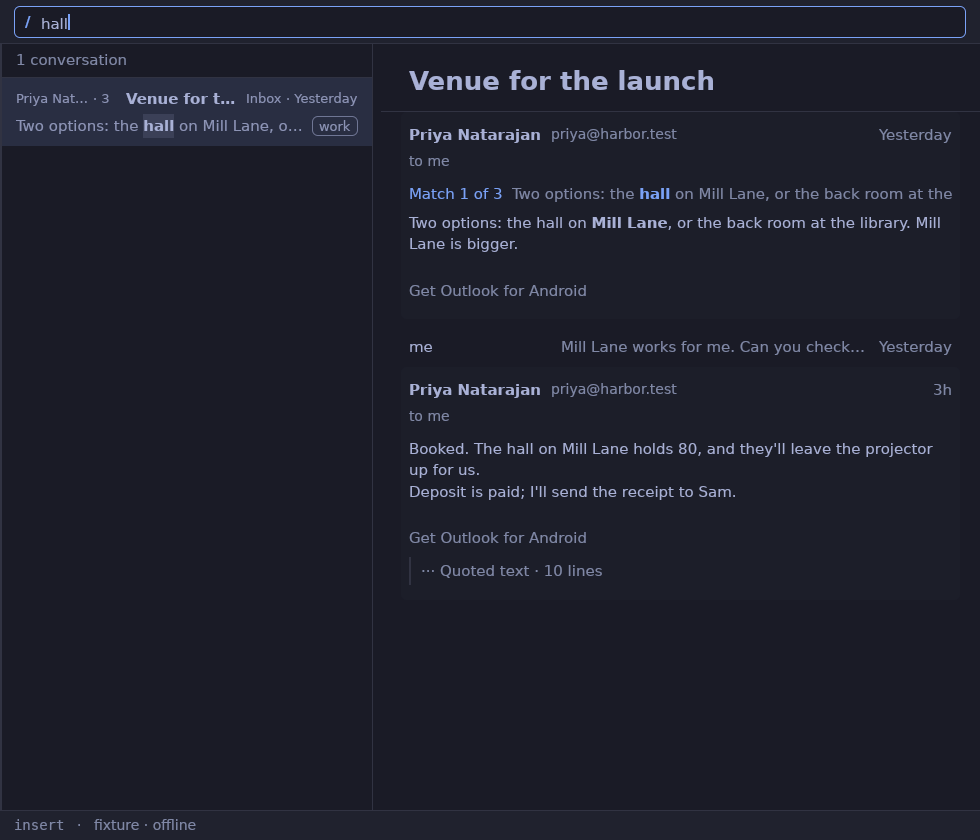 / hall
1 conversation
Priya Nat… · 3 Venue for t… Inbox · Yesterday
Two options: the hall on Mill Lane, o… work
Venue for the launch
Priya Natarajan priya@harbor.test Yesterday
to me
Match 1 of 3 Two options: the hall on Mill Lane, or the back room at the
Two options: the hall on Mill Lane, or the back room at the library. Mill
Lane is bigger.
Get Outlook for Android
me Mill Lane works for me. Can you check… Yesterday
Priya Natarajan priya@harbor.test 3h
to me
Booked. The hall on Mill Lane holds 80, and they'll leave the projector
up for us.
Deposit is paid; I'll send the receipt to Sam.
Get Outlook for Android
··· Quoted text · 10 lines
insert · fixture · offline